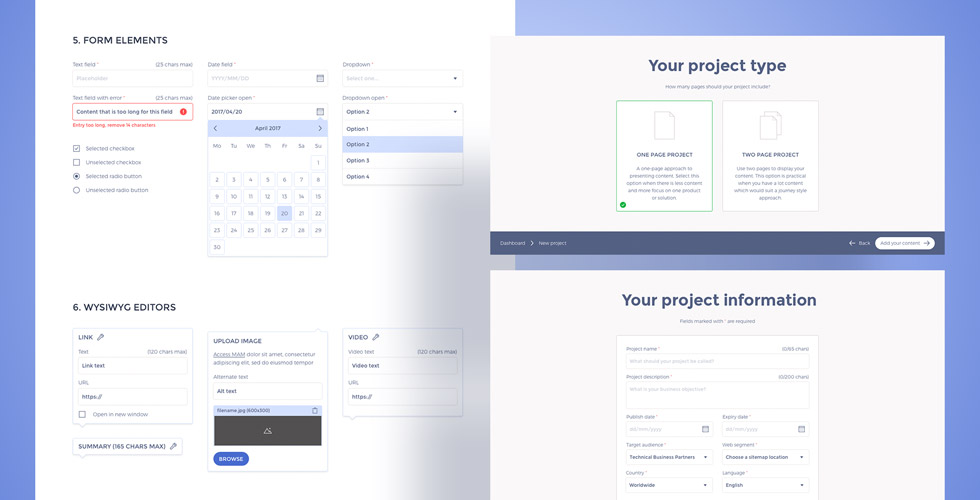 5. FORM ELEMENTS
Text field * (25 chars max)
Placeholder
Text field with error * (25 chars max)
Content that is too long for this field
Entry too long, remove 14 characters
Selected checkbox
Unselected checkbox
Selected radio button
Unselected radio button
Date field *
YYYY/MM/DD
Date picker open *
2017/04/20
April 2017
Mo Tu We Th Fr Sa Su
1
2 3 4 5 6 7 8
9 10 11 12 13 14 15
16 17 18 19 20 21 22
23 24 25 26 27 28 29
30
Dropdown *
Select one...
Dropdown open *
Option 2
Option 1
Option 2
Option 3
Option 4
6. WYSIWYG EDITORS
LINK
Text (120 chars max)
Link text
URL
https://
Open in new window
SUMMARY (165 CHARS MAX)
UPLOAD IMAGE
Access MAM dolor sit amet, consectetur
adipiscing elit, sed do eiusmod tempor
Alternate text
Alt text
filename.jpg (600x300)
BROWSE
VIDEO
Video text (120 chars max)
Video text
URL
https://
Your project type
How many pages should your project include?
ONE PAGE PROJECT
A one-page approach to
presenting content. Select this
option when there is less content
and more focus on one product
or solution.
TWO PAGE PROJECT
Use two pages to display your
content. This option is practical
when you have a lot content
which would suit a journey style
approach.
Dashboard > New project
Back
Add your content
Your project information
Fields marked with * are required
Project name * (0/65 chars)
What should your project be called?
Project description * (0/200 chars)
What is your business objective?
Publish date * Expiry date *
dd/mm/yyyy dd/mm/yyyy
Target audience * Web segment *
Technical Business Partners Choose a sitemap location
Country * Language *
Worldwide English